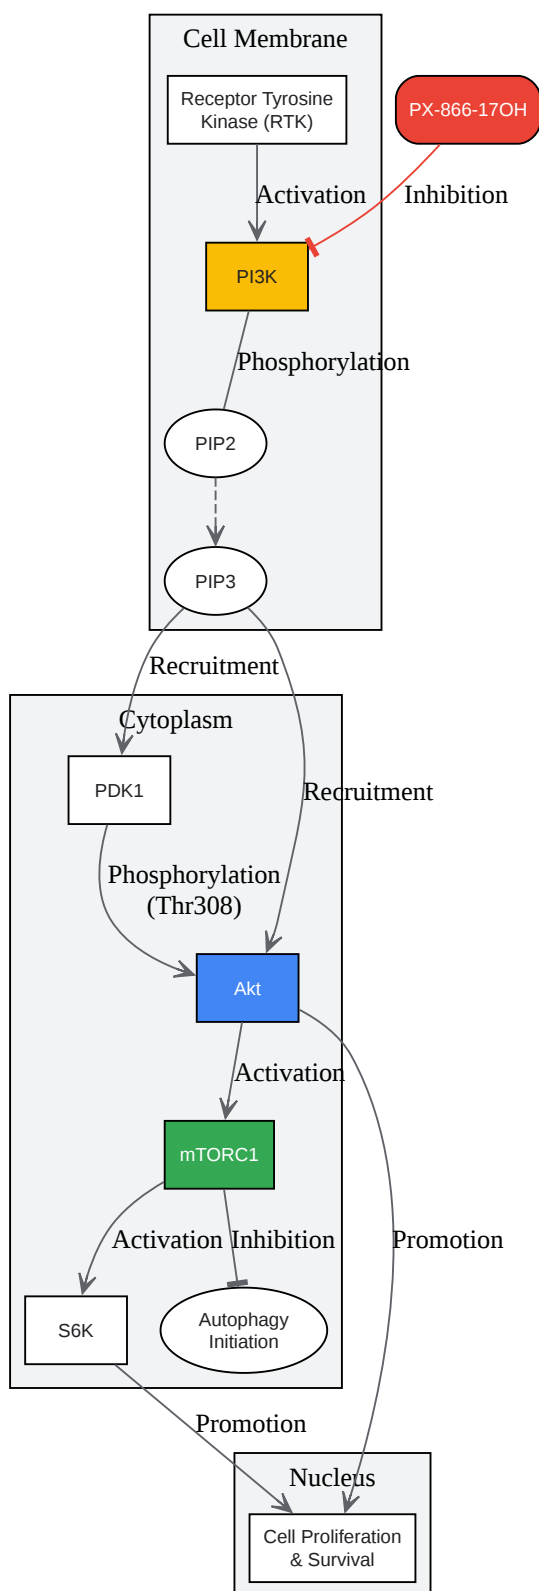 Cell Membrane
Receptor Tyrosine
Kinase (RTK)
PX-866-17OH
Activation
Inhibition
PI3K
Phosphorylation
PIP2
PIP3
Recruitment
Cytoplasm
PDK1
Recruitment
Phosphorylation
(Thr308)
Akt
Activation
mTORC1
Activation
Inhibition
Promotion
S6K
Autophagy
Initiation
Promotion
Nucleus
Cell Proliferation
& Survival